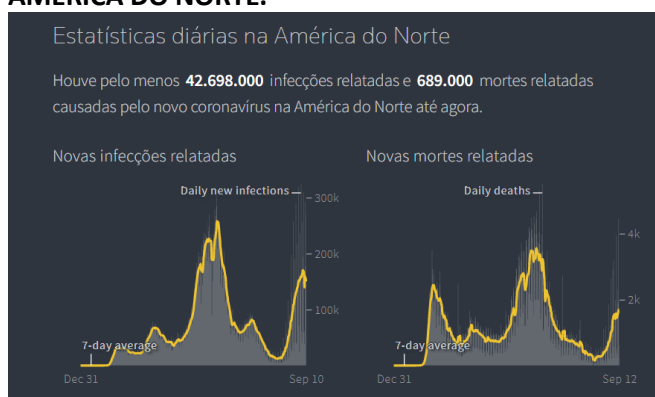 AMÉRICA DO NORTE:
Estatísticas diárias na América do Norte
Houve pelo menos 42.698.000 infecções relatadas e 689.000 mortes relatadas
causadas pelo novo coronavírus na América do Norte até agora.
Novas infecções relatadas
Novas mortes relatadas
Daily new infections
300k
200k
100k
7-day average
Dec 31
Sep 10
Daily deaths
4k
2k
7-day average
Dec 31
Sep 12